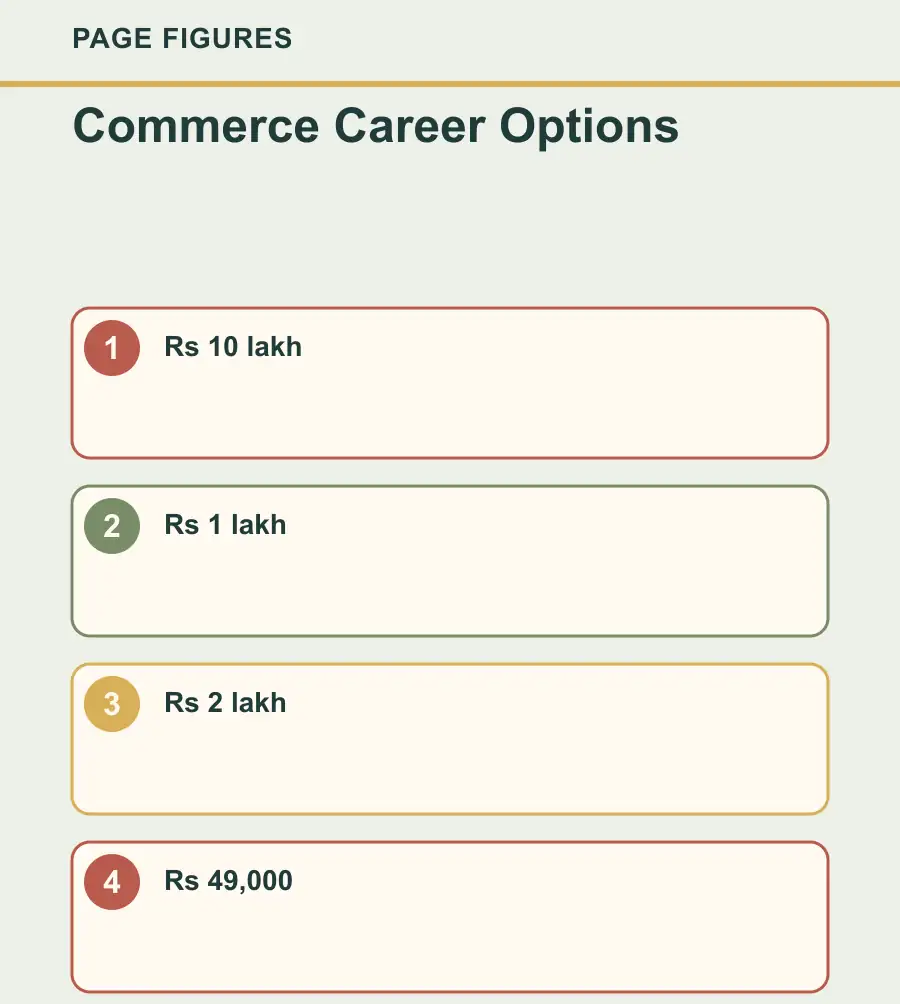 PAGE FIGURES
Commerce Career Options
1 Rs 10 lakh
2 Rs 1 lakh
3 Rs 2 lakh
4 Rs 49,000